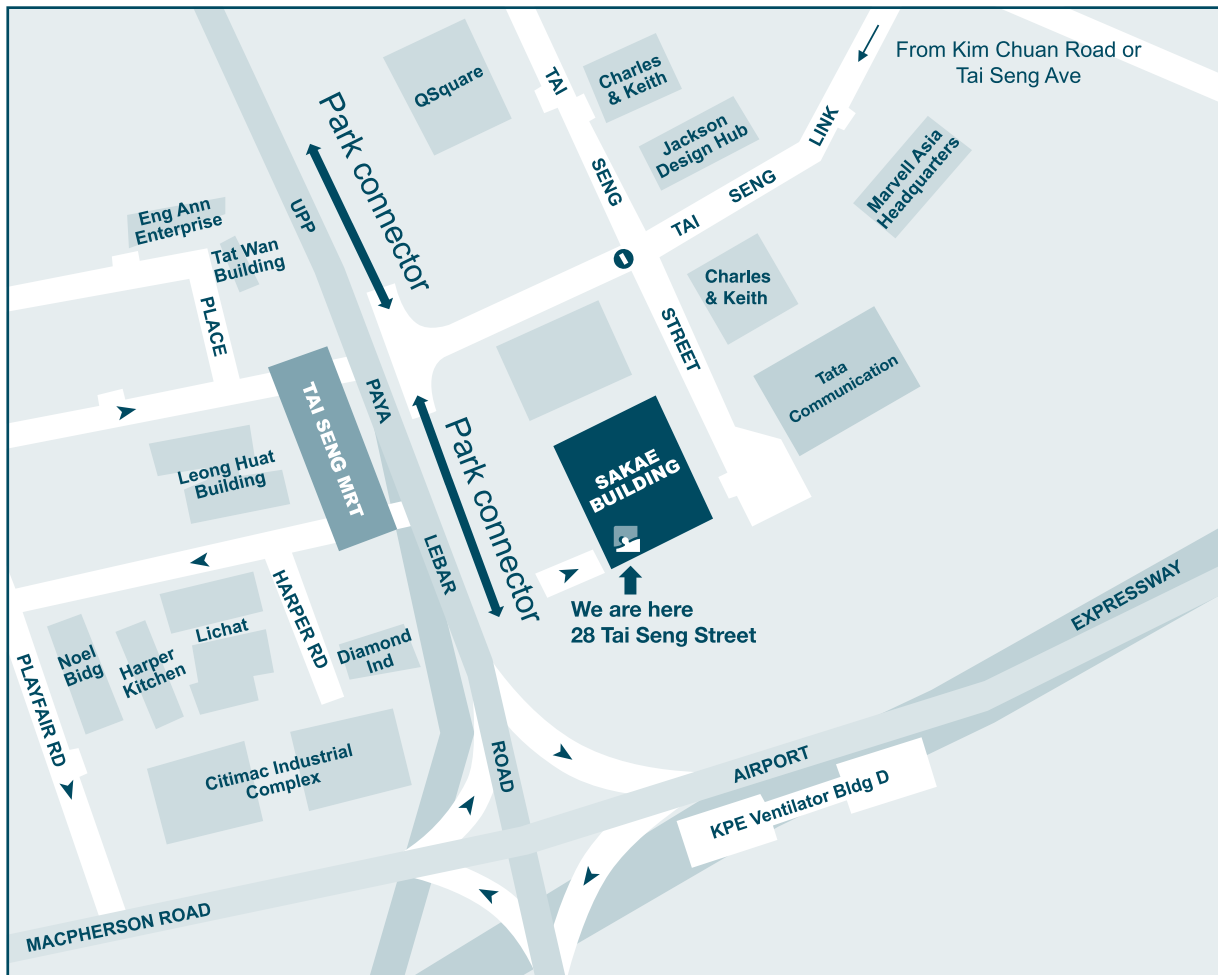 From Kim Chuan Road or
Tai Seng Ave
TAI
SENG
STREET
Charles
& Keith
QSquare
Jackson
Design Hub
LINK
SENG
TAI
Marvell Asia
Headquarters
Park connector
UPP
PAYA
LEBAR
ROAD
Eng Ann
Enterprise
Tat Wan
Building
PLACE
Charles
& Keith
Tata
Communication
TAI SENG MRT
Park connector
Leong Huat
Building
SAKAE
BUILDING
We are here
28 Tai Seng Street
HARPER RD
Lichat
Diamond
Ind
Noel
Bidg
Harper
Kitchen
PLAYFAIR RD
Citimac Industrial
Complex
EXPRESSWAY
AIRPORT
KPE Ventilator Bldg D
MACPHERSON ROAD